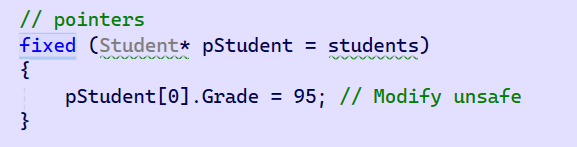 // pointers
fixed (Student* pStudent = students)
{
    pStudent[0].Grade = 95; // Modify unsafe
}